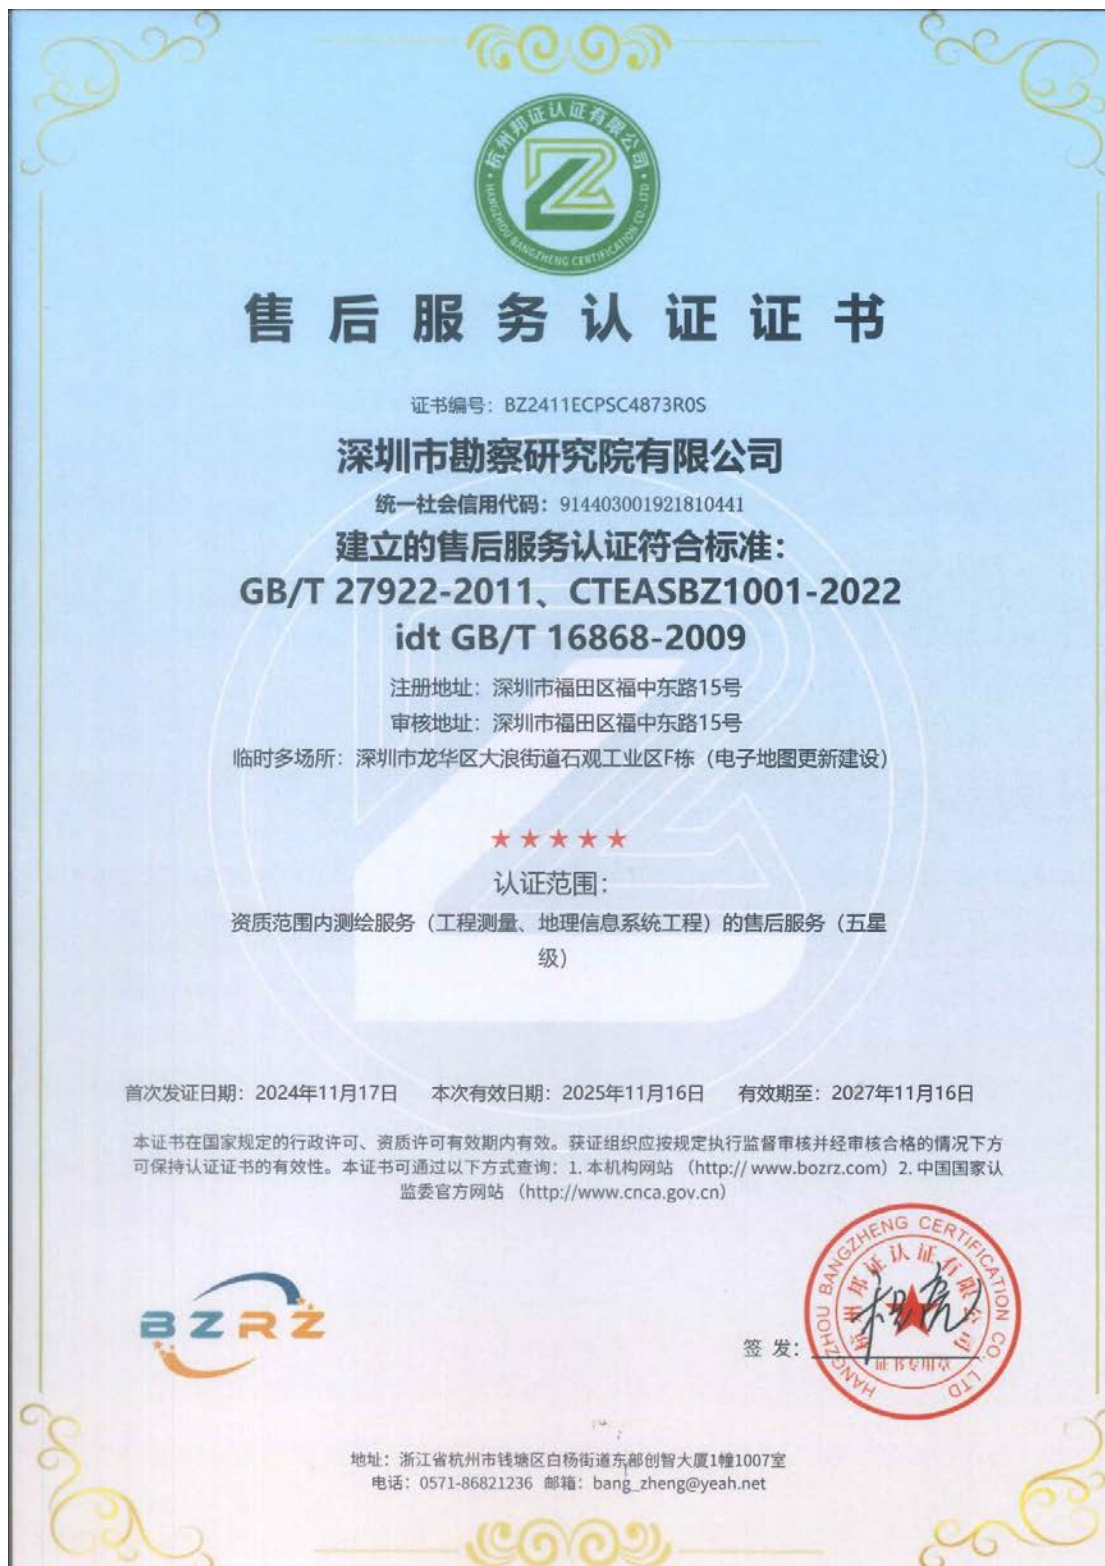 杭州邦证认证有限公司
HANGZHOU BANGZHENG CERTIFICATION CO., LTD
售后服务认证证书
证书编号：BZ2411ECPSC4873R0S
深圳市勘察研究院有限公司
统一社会信用代码：914403001921810441
建立的售后服务认证符合标准：
GB/T 27922-2011、CTEASBZ1001-2022
idt GB/T 16868-2009
注册地址：深圳市福田区福中东路15号
审核地址：深圳市福田区福中东路15号
临时多场所：深圳市龙华区大浪街道石观工业区F栋（电子地图更新建设）
★★★★★
认证范围：
资质范围内测绘服务（工程测量、地理信息系统工程）的售后服务（五星
级）
首次发证日期：2024年11月17日 本次有效日期：2025年11月16日 有效期至：2027年11月16日
本证书在国家规定的行政许可、资质许可有效期内有效。获证组织应按规定执行监督审核并经审核合格的情况下方
可保持认证证书的有效性。本证书可通过以下方式查询：1. 本机构网站 （http:// www.bozrz.com）2. 中国国家认
监委官方网站 （http://www.cnca.gov.cn）
BZRZ
签 发：
HANGZHOU BANGZHENG CERTIFICATION CO., LTD
杭州邦证认证有限公司
地址：浙江省杭州市钱塘区白杨街道东部创智大厦1幢1007室
电话：0571-86821236 邮箱：bang_zheng@yeah.net